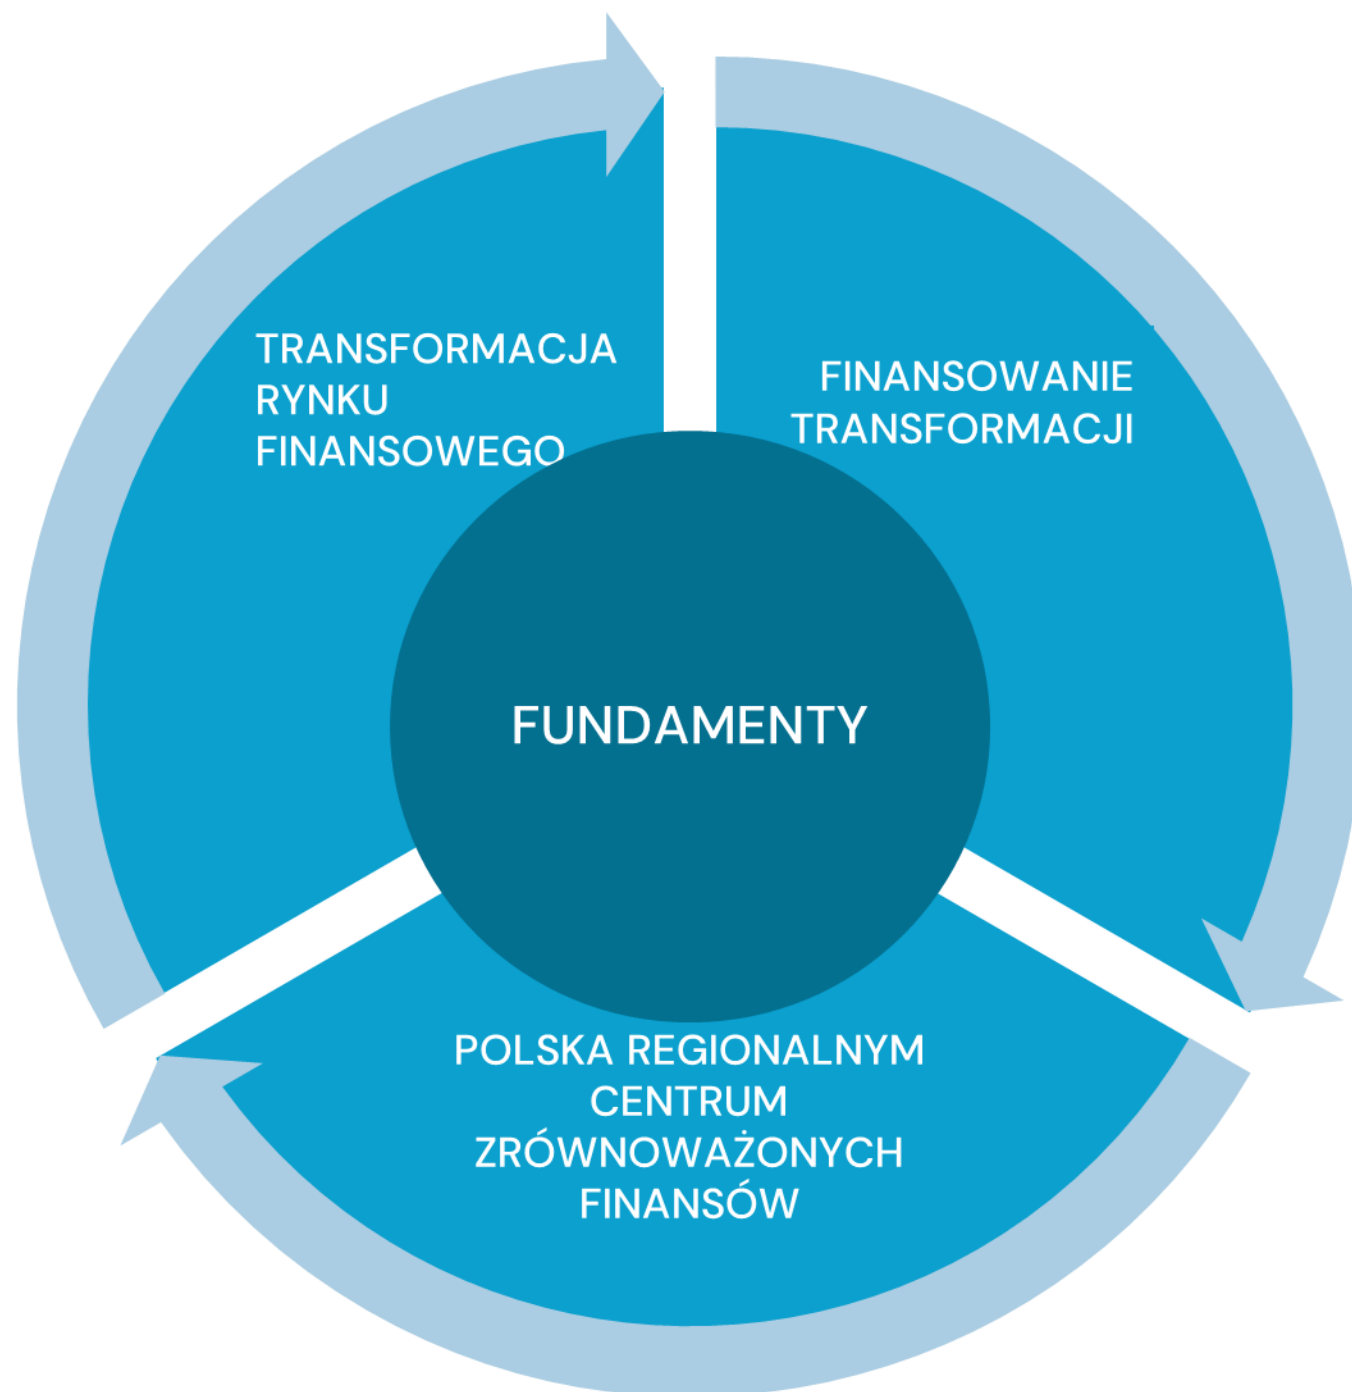 TRANSFORMACJA
RYNKU
FINANSOWEGO
FINANSOWANIE
TRANSFORMACJI
FUNDAMENTY
POLSKA REGIONALNYM
CENTRUM
ZRÓWNOWAŻONYCH
FINANSÓW